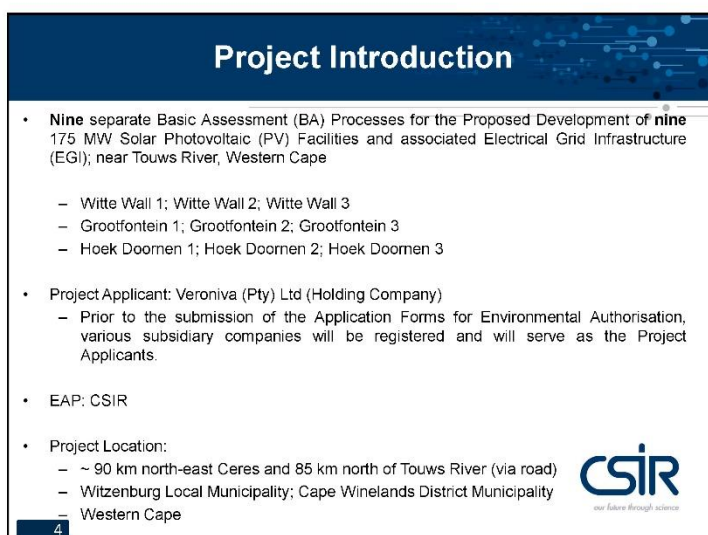 Project Introduction
• Nine separate Basic Assessment (BA) Processes for the Proposed Development of nine
175 MW Solar Photovoltaic (PV) Facilities and associated Electrical Grid Infrastructure
(EGI); near Touws River, Western Cape
– Witte Wall 1; Witte Wall 2; Witte Wall 3
– Grootfontein 1; Grootfontein 2; Grootfontein 3
– Hoek Doornen 1; Hoek Doornen 2; Hoek Doornen 3
• Project Applicant: Veroniva (Pty) Ltd (Holding Company)
– Prior to the submission of the Application Forms for Environmental Authorisation,
various subsidiary companies will be registered and will serve as the Project
Applicants.
• EAP: CSIR
• Project Location:
– ~ 90 km north-east Ceres and 85 km north of Touws River (via road)
– Witzenburg Local Municipality; Cape Winelands District Municipality
– Western Cape
CSIR
our future through science
4